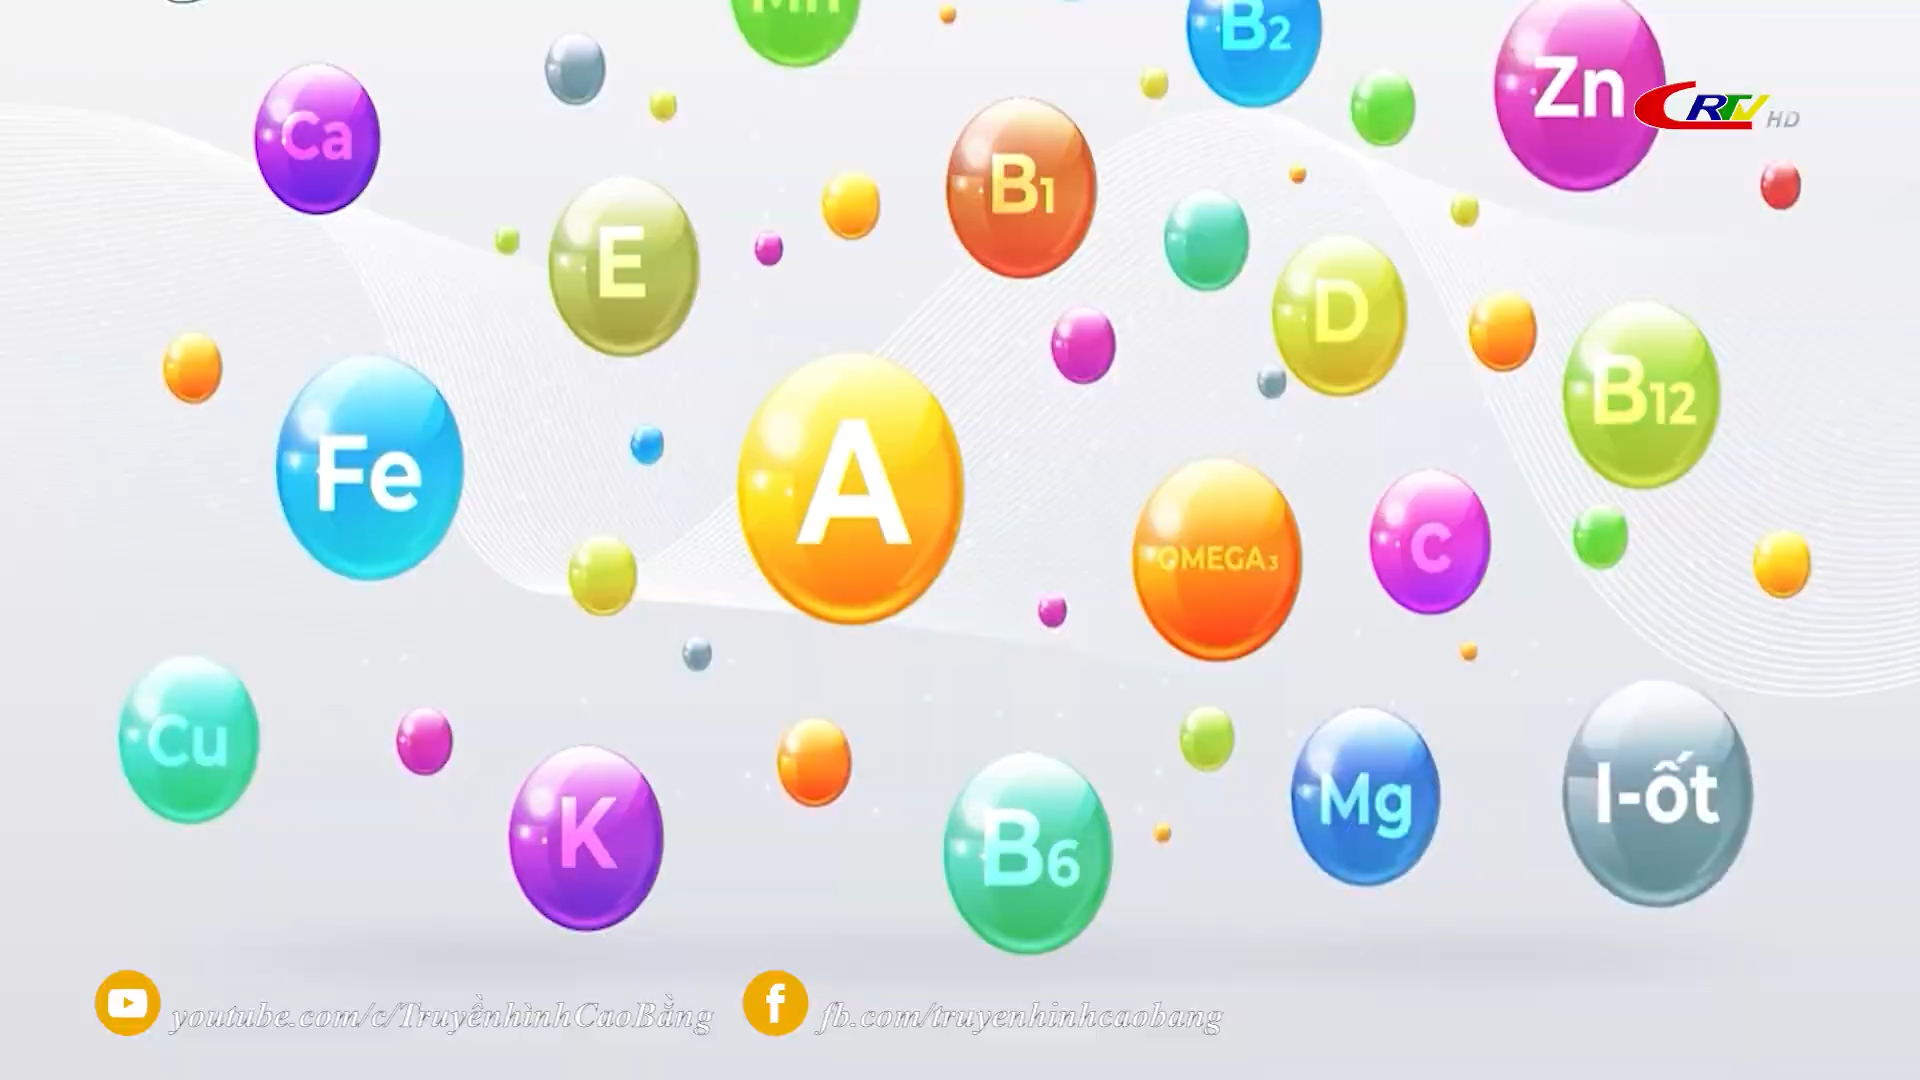 Mn
B2
Zn
Ca
CRTV HD
B1
E
D
B12
Fe
A
OMEGA3
C
Cu
K
B6
Mg
I-ốt
youtube.com/c/TruyềnhìnhCaoBằng
fb.com/truyenhinhcaobang